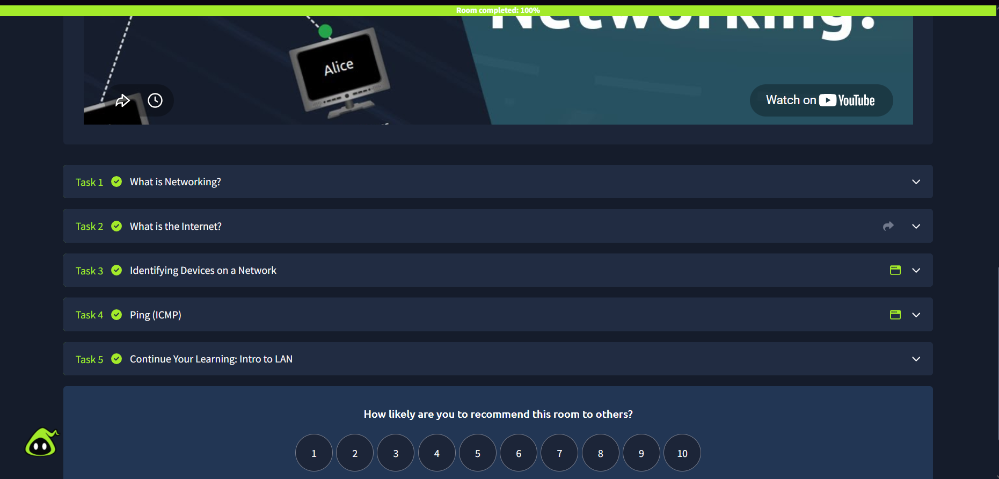 Room completed: 100%
Networking?
Alice
Watch on YouTube
Task 1 What is Networking?
Task 2 What is the Internet?
Task 3 Identifying Devices on a Network
Task 4 Ping (ICMP)
Task 5 Continue Your Learning: Intro to LAN
How likely are you to recommend this room to others?
1 2 3 4 5 6 7 8 9 10